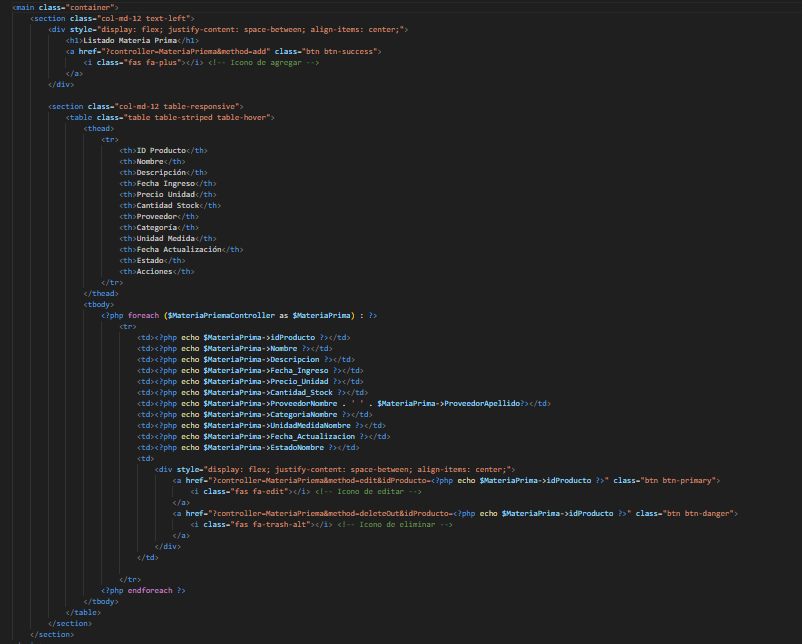 <main class="container">
<section class="col-md-12 text-left">
<div style="display: flex; justify-content: space-between; align-items: center;">
<h1>Listado Materia Prima</h1>
<a href="?controller=MateriaPriema&method=add" class="btn btn-success">
<i class="fas fa-plus"></i> <!-- Icono de agregar -->
</a>
</div>
<section class="col-md-12 table-responsive">
<table class="table table-striped table-hover">
<thead>
<tr>
<th>ID Producto</th>
<th>Nombre</th>
<th>Descripción</th>
<th>Fecha Ingreso</th>
<th>Precio Unidad</th>
<th>Cantidad Stock</th>
<th>Proveedor</th>
<th>Categoría</th>
<th>Unidad Medida</th>
<th>Fecha Actualización</th>
<th>Estado</th>
<th>Acciones</th>
</tr>
</thead>
<tbody>
<?php foreach ($MateriaPriemaController as $MateriaPrima) : ?>
<tr>
<td><?php echo $MateriaPrima->idProducto ?></td>
<td><?php echo $MateriaPrima->Nombre ?></td>
<td><?php echo $MateriaPrima->Descripcion ?></td>
<td><?php echo $MateriaPrima->Fecha_Ingreso ?></td>
<td><?php echo $MateriaPrima->Precio_Unidad ?></td>
<td><?php echo $MateriaPrima->Cantidad_Stock ?></td>
<td><?php echo $MateriaPrima->ProveedorNombre . ' ' . $MateriaPrima->ProveedorApellido?></td>
<td><?php echo $MateriaPrima->CategoriaNombre ?></td>
<td><?php echo $MateriaPrima->UnidadMedidaNombre ?></td>
<td><?php echo $MateriaPrima->Fecha_Actualizacion ?></td>
<td><?php echo $MateriaPrima->EstadoNombre ?></td>
<td>
<div style="display: flex; justify-content: space-between; align-items: center;">
<a href="?controller=MateriaPriema&method=edit&idProducto=<?php echo $MateriaPrima->idProducto ?>" class="btn btn-primary">
<i class="fas fa-edit"></i> <!-- Icono de editar -->
</a>
<a href="?controller=MateriaPriema&method=deleteOut&idProducto=<?php echo $MateriaPrima->idProducto ?>" class="btn btn-danger">
<i class="fas fa-trash-alt"></i> <!-- Icono de eliminar -->
</a>
</div>
</td>
</tr>
<?php endforeach ?>
</tbody>
</table>
</section>
</section>